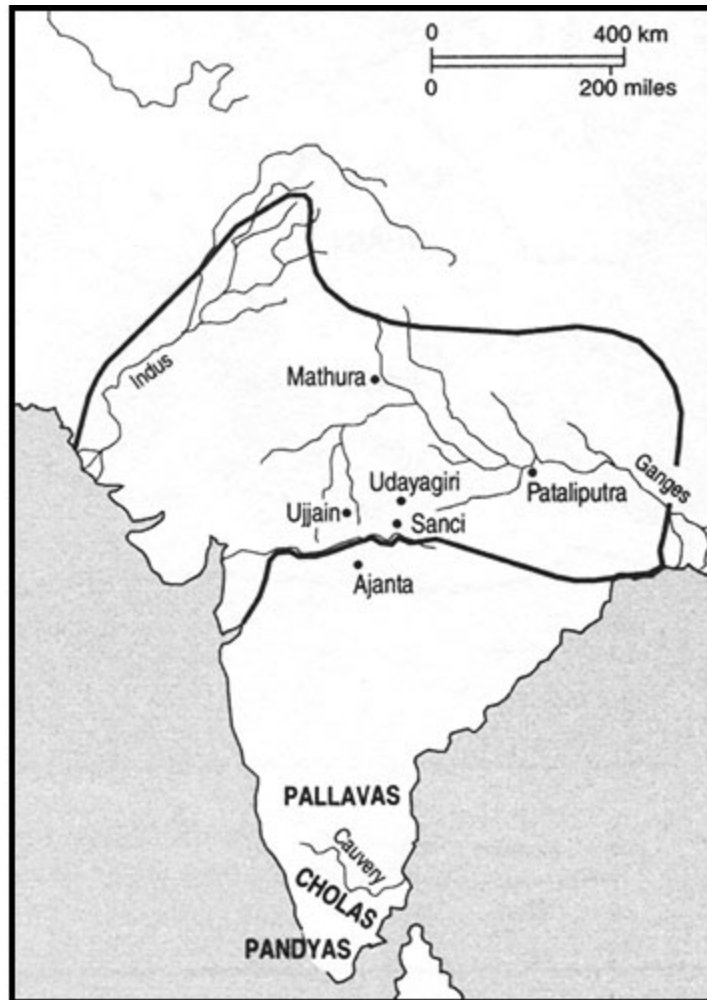 0 400 km
0 200 miles
Indus
Mathura
Ganges
Udayagiri
Pataliputra
Ujjain
Sanci
Ajanta
PALLAVAS
Cauvery
CHOLAS
PANDYAS